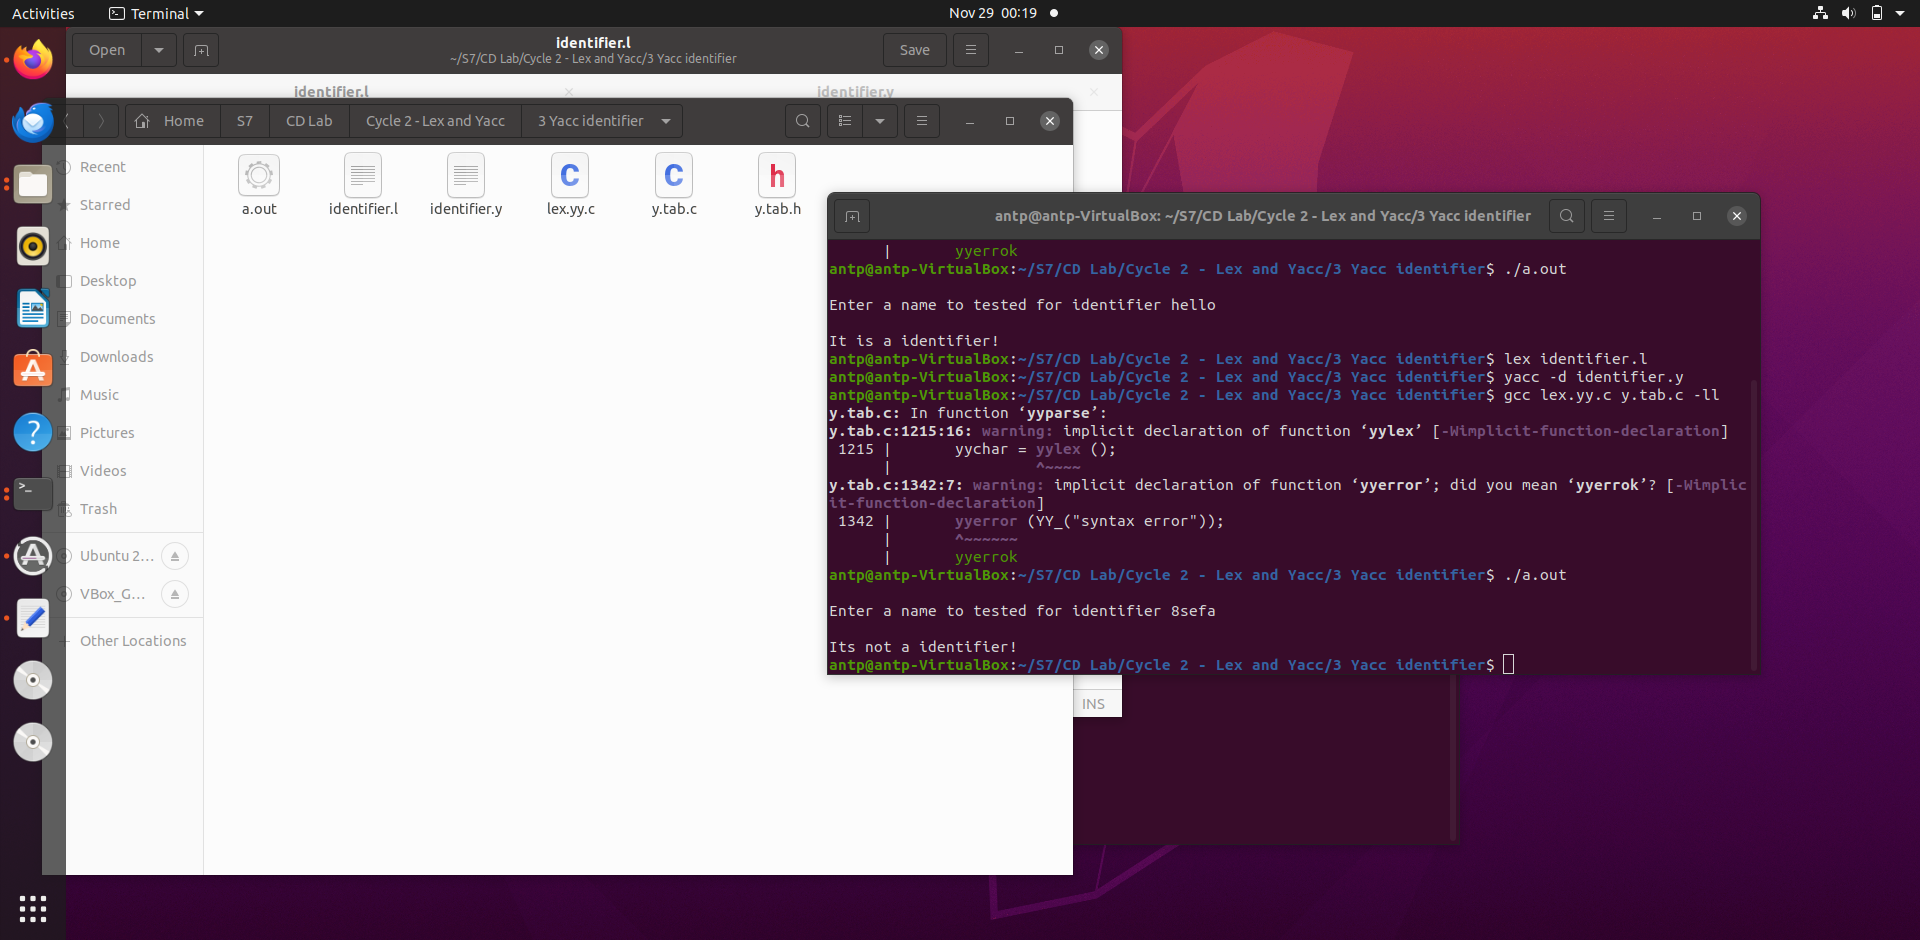 Activities
Terminal
Nov 29 00:19
Open
identifier.l
~/S7/CD Lab/Cycle 2 - Lex and Yacc/3 Yacc identifier
Save
identifier.l
identifier.y
Home
S7
CD Lab
Cycle 2 - Lex and Yacc
3 Yacc identifier
Recent
Starred
Home
Desktop
Documents
Downloads
Music
Pictures
Videos
Trash
Ubuntu 2...
VBox_G...
Other Locations
a.out
identifier.l
identifier.y
lex.yy.c
y.tab.c
y.tab.h
antp@antp-VirtualBox: ~/S7/CD Lab/Cycle 2 - Lex and Yacc/3 Yacc identifier
| yyerrok
antp@antp-VirtualBox:~/S7/CD Lab/Cycle 2 - Lex and Yacc/3 Yacc identifier$ ./a.out
Enter a name to tested for identifier hello
It is a identifier!
antp@antp-VirtualBox:~/S7/CD Lab/Cycle 2 - Lex and Yacc/3 Yacc identifier$ lex identifier.l
antp@antp-VirtualBox:~/S7/CD Lab/Cycle 2 - Lex and Yacc/3 Yacc identifier$ yacc -d identifier.y
antp@antp-VirtualBox:~/S7/CD Lab/Cycle 2 - Lex and Yacc/3 Yacc identifier$ gcc lex.yy.c y.tab.c -ll
y.tab.c: In function ‘yyparse’:
y.tab.c:1215:16: warning: implicit declaration of function ‘yylex’ [-Wimplicit-function-declaration]
1215 | yychar = yylex ();
| ^~~~~
y.tab.c:1342:7: warning: implicit declaration of function ‘yyerror’; did you mean ‘yyerrok’? [-Wimplic
it-function-declaration]
1342 | yyerror (YY_("syntax error"));
| ^~~~~~~
| yyerrok
antp@antp-VirtualBox:~/S7/CD Lab/Cycle 2 - Lex and Yacc/3 Yacc identifier$ ./a.out
Enter a name to tested for identifier 8sefa
Its not a identifier!
antp@antp-VirtualBox:~/S7/CD Lab/Cycle 2 - Lex and Yacc/3 Yacc identifier$
INS